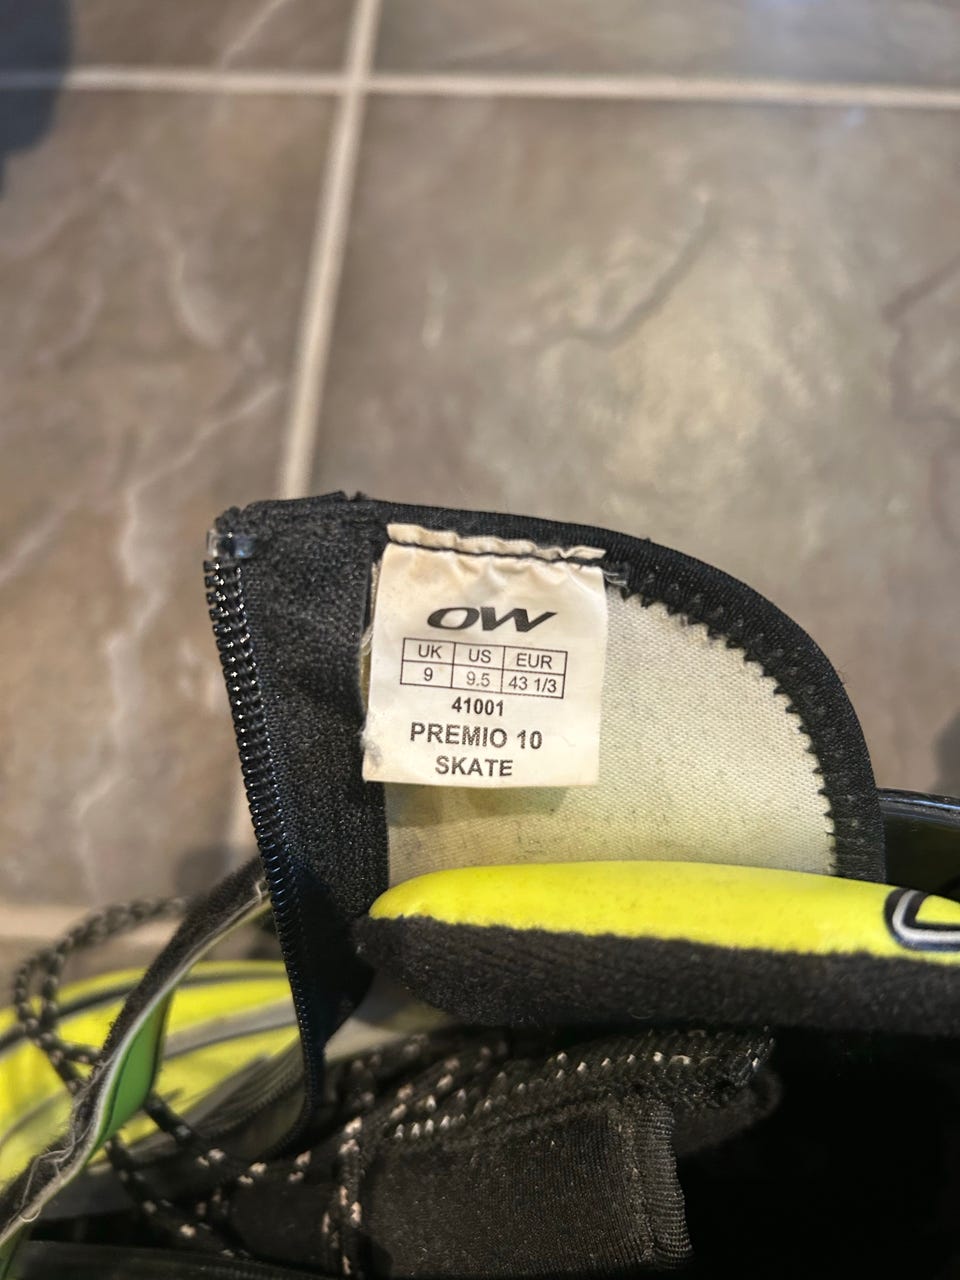 OW
UK US EUR
9 9.5 43 1/3
41001
PREMIO 10
SKATE